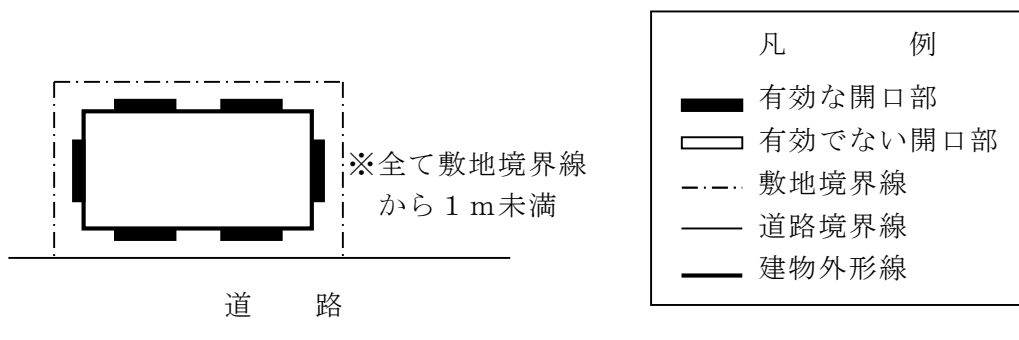 ※全て敷地境界線
から１ｍ未満
道　路
凡　例
有効な開口部
有効でない開口部
敷地境界線
道路境界線
建物外形線